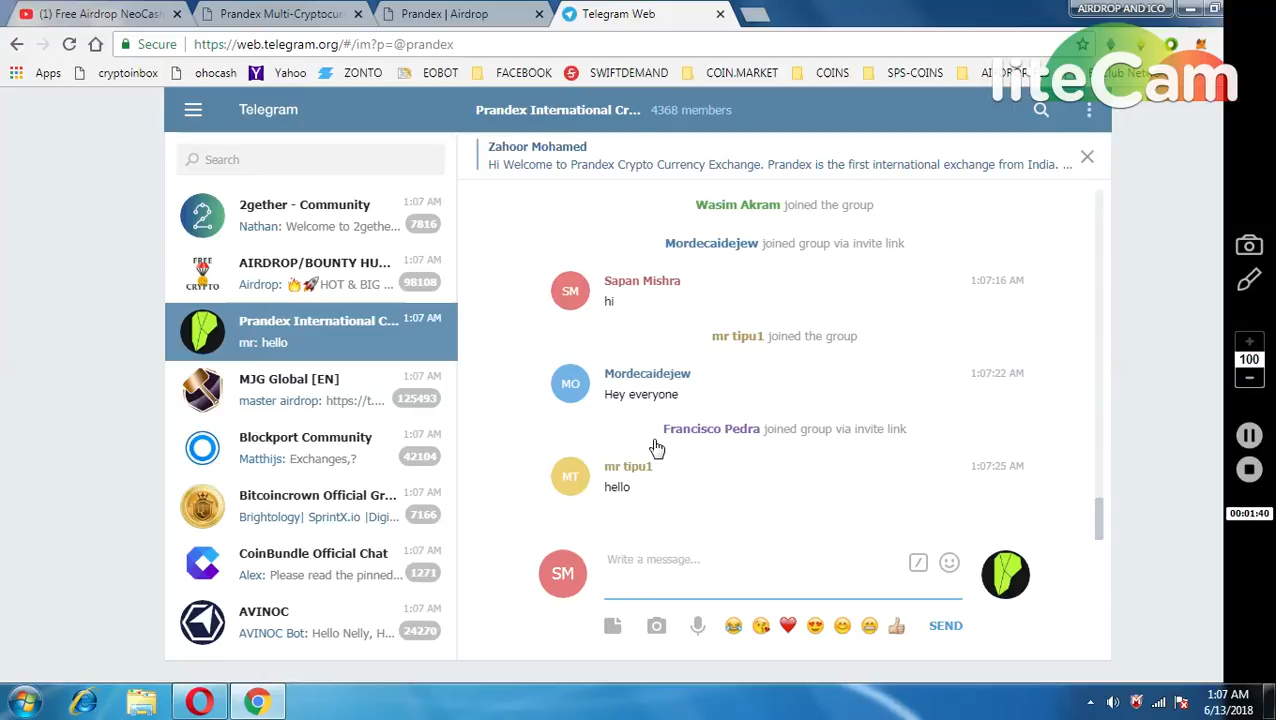 (1) Free Airdrop NeoCash
Prandex Multi-Cryptocur
Prandex | Airdrop
Telegram Web
AIRDROP AND ICO
Secure
https://web.telegram.org/#/im?p=@prandex
Apps
cryptoinbox
ohocash
Yahoo
ZONTO
EOBOT
FACEBOOK
SWIFTDEMAND
COIN.MARKET
COINS
SPS-COINS
liteCam
Telegram
Prandex International Cr...
4368 members
Search
Zahoor Mohamed
Hi Welcome to Prandex Crypto Currency Exchange. Prandex is the first international exchange from India. ...
2gether - Community
1:07 AM
Nathan: Welcome to 2gethe...
7816
AIRDROP/BOUNTY HU...
1:07 AM
FREE
CRYPTO
Airdrop: 👏🚀HOT & BIG ...
98108
Prandex International C...
1:07 AM
mr: hello
MJG Global [EN]
1:07 AM
master airdrop: https://t....
125493
Blockport Community
1:07 AM
Matthijs: Exchanges,?
42104
Bitcoincrown Official Gr...
1:07 AM
Brightology| SprintX.io |Digi...
7166
CoinBundle Official Chat
1:07 AM
Alex: Please read the pinned...
1271
AVINOC
1:07 AM
AVINOC Bot: Hello Nelly, H...
24270
Wasim Akram joined the group
Mordecaidejew joined group via invite link
SM
Sapan Mishra
1:07:16 AM
hi
mr tipu1 joined the group
MO
Mordecaidejew
1:07:22 AM
Hey everyone
Francisco Pedra joined group via invite link
MT
mr tipu1
1:07:25 AM
hello
SM
Write a message...
SEND
100
00:01:40
1:07 AM
6/13/2018